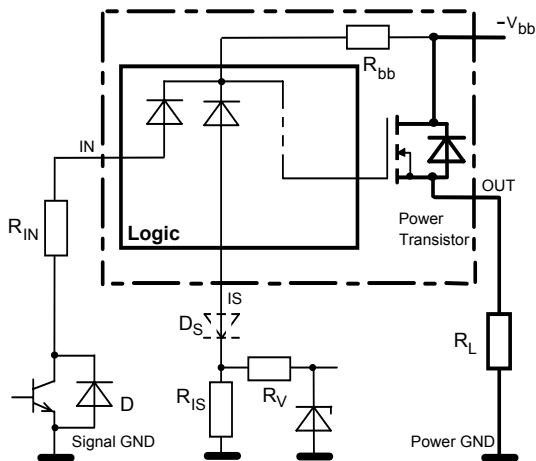 -Vbb
Rbb
IN
OUT
RIN
Logic
Power
Transistor
IS
DS
RL
D
RIS
RV
Signal GND
Power GND